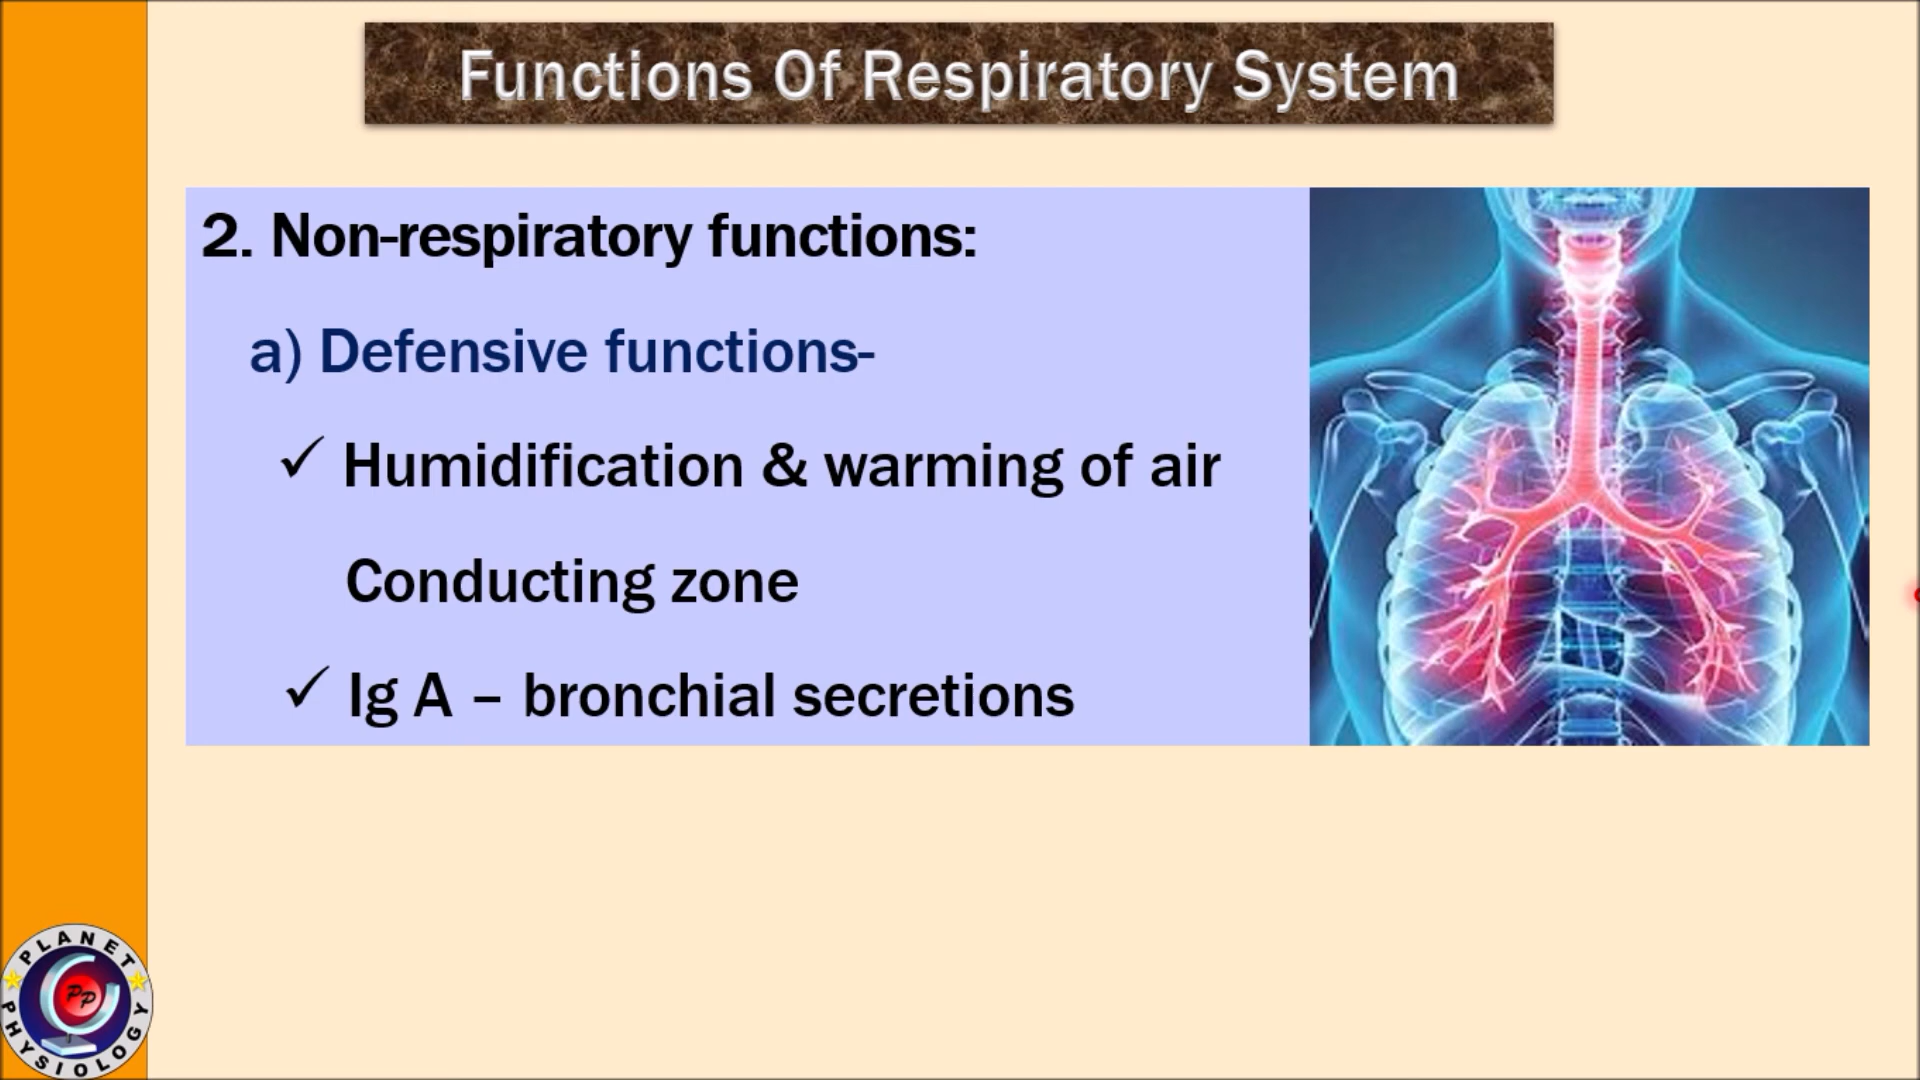 Functions Of Respiratory System
2. Non-respiratory functions:
a) Defensive functions-
✓ Humidification & warming of air
Conducting zone
✓ Ig A – bronchial secretions
PLANET
PP
PHYSIOLOGY